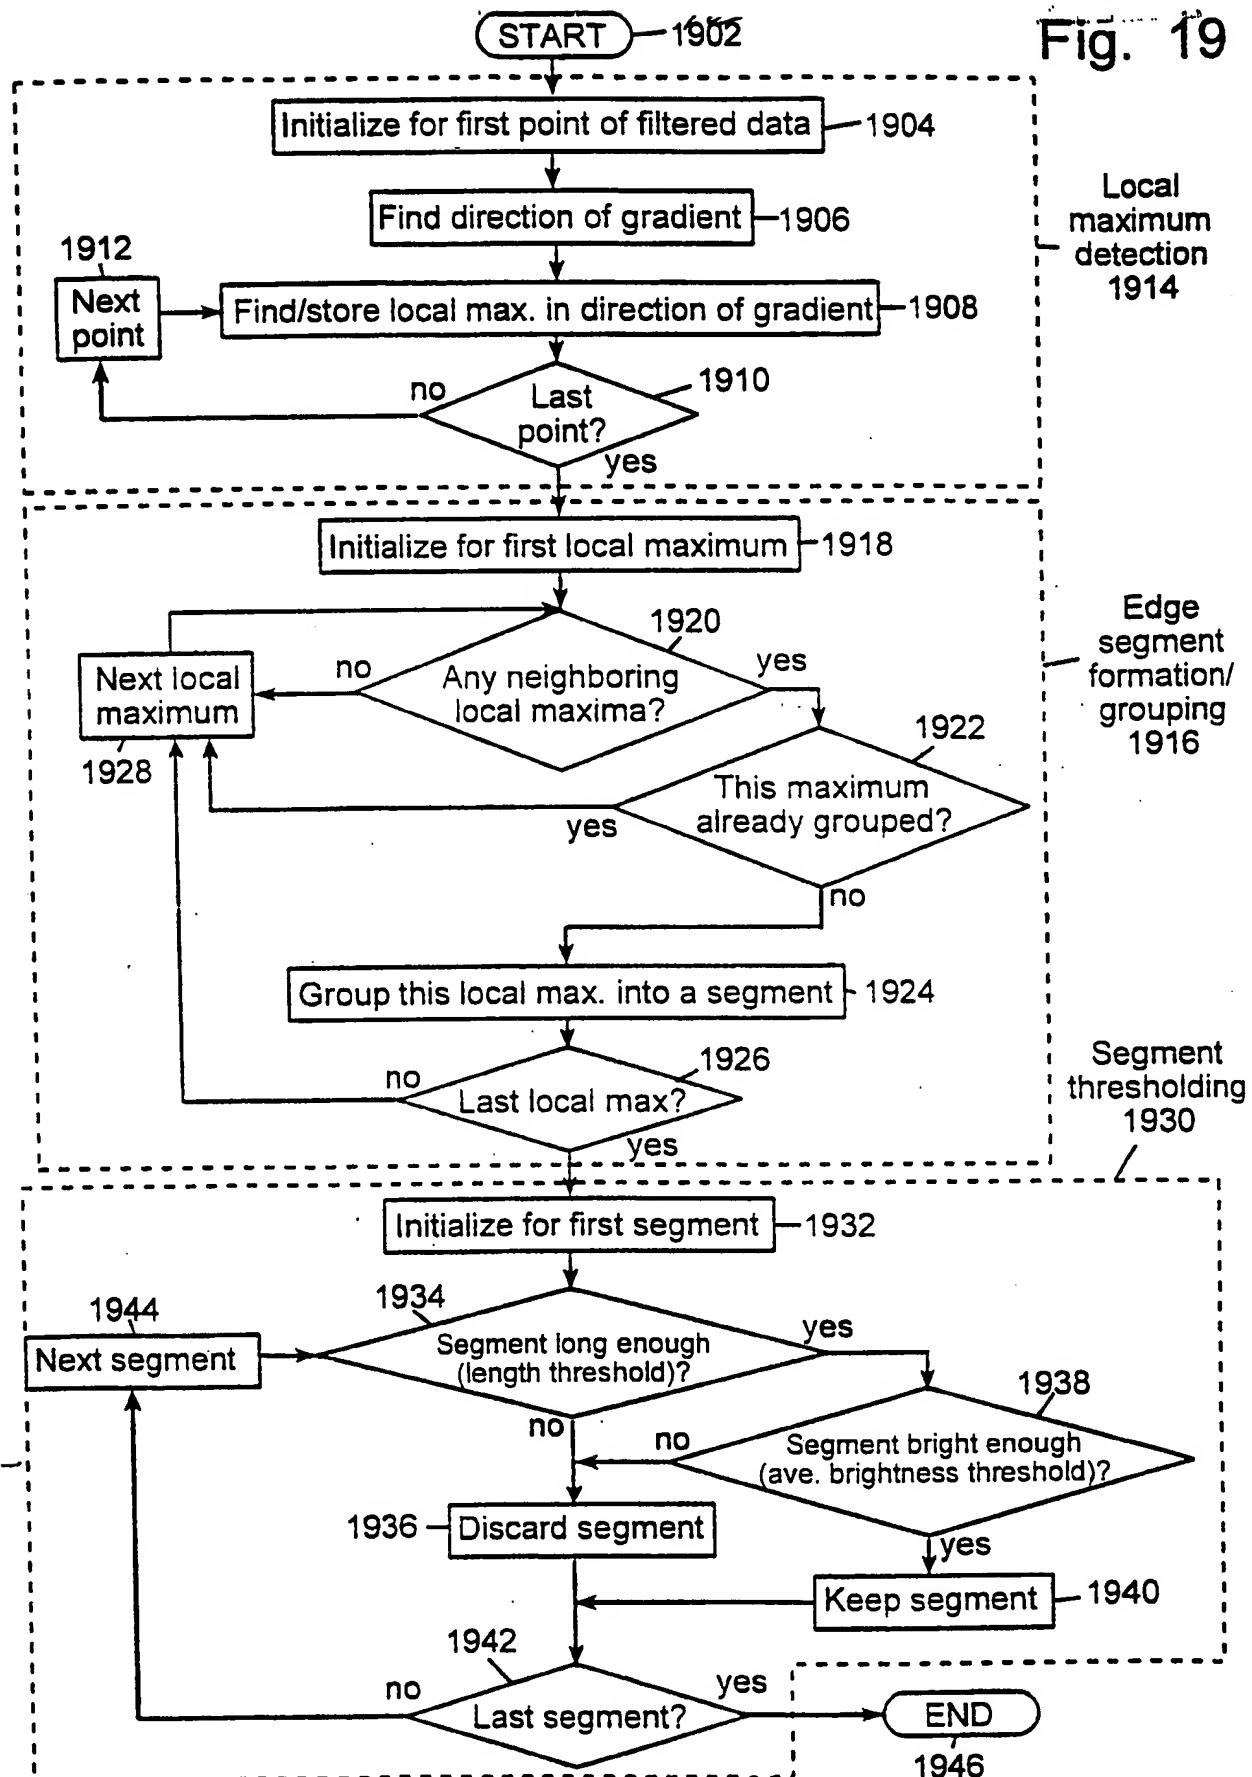 START
1902
Fig. 19
Initialize for first point of filtered data
1904
Find direction of gradient
1906
Local
maximum
detection
1914
1912
Next
point
Find/store local max. in direction of gradient
1908
no
1910
Last
point?
yes
Initialize for first local maximum
1918
1920
Edge
segment
formation/
grouping
1916
Next local
maximum
1928
no
Any neighboring
local maxima?
yes
1922
This maximum
already grouped?
yes
no
Group this local max. into a segment
1924
1926
no
Last local max?
yes
Segment
thresholding
1930
Initialize for first segment
1932
1944
Next segment
1934
Segment long enough
(length threshold)?
yes
no
1938
no
Segment bright enough
(ave. brightness threshold)?
yes
1936
Discard segment
Keep segment
1940
1942
no
Last segment?
yes
END
1946